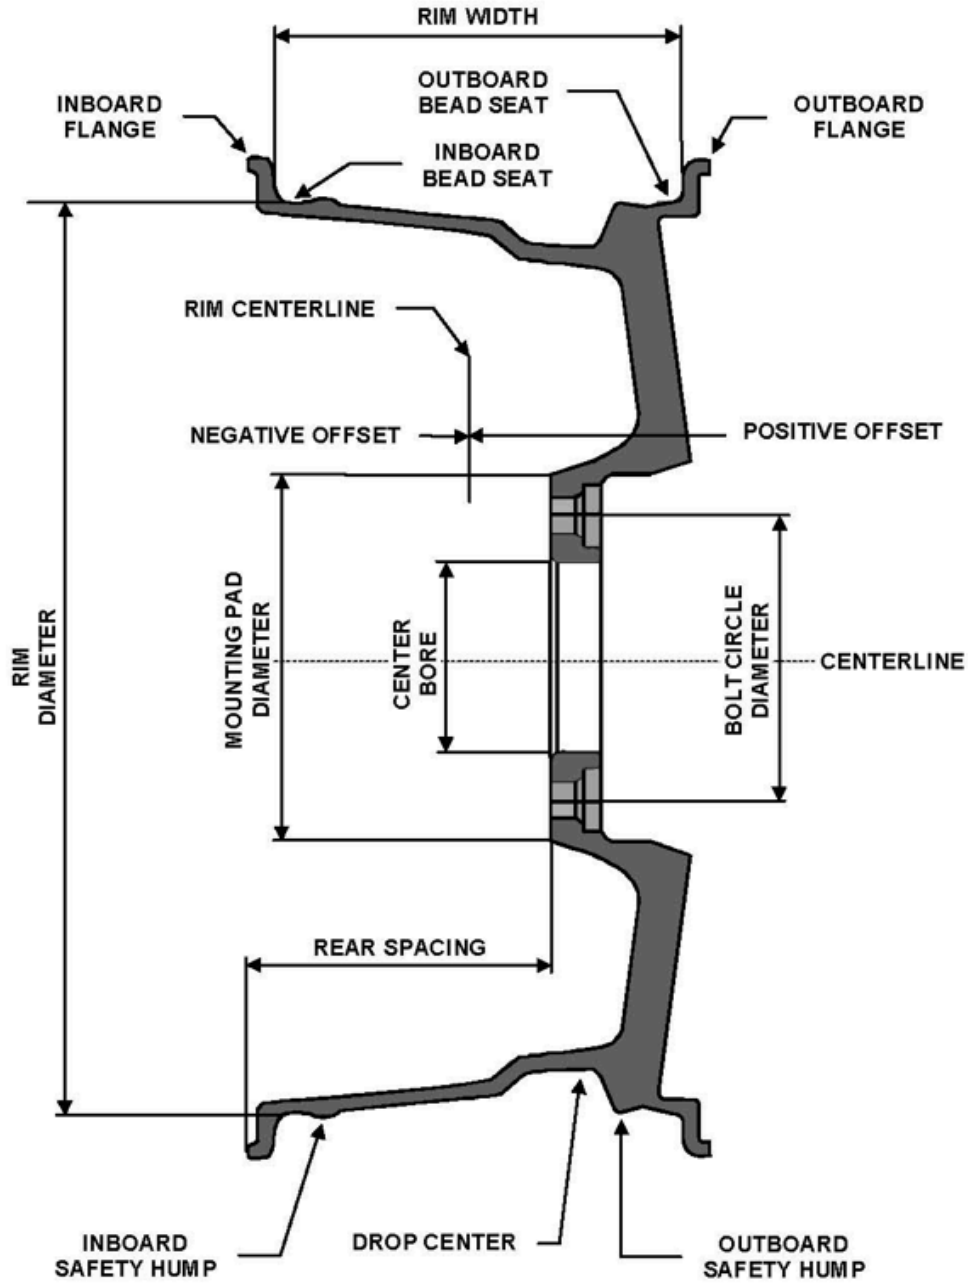 RIM WIDTH
OUTBOARD
BEAD SEAT
INBOARD
FLANGE
OUTBOARD
FLANGE
INBOARD
BEAD SEAT
RIM CENTERLINE
NEGATIVE OFFSET
POSITIVE OFFSET
RIM
DIAMETER
MOUNTING PAD
DIAMETER
CENTER
BORE
BOLT CIRCLE
DIAMETER
CENTERLINE
REAR SPACING
INBOARD
SAFETY HUMP
DROP CENTER
OUTBOARD
SAFETY HUMP